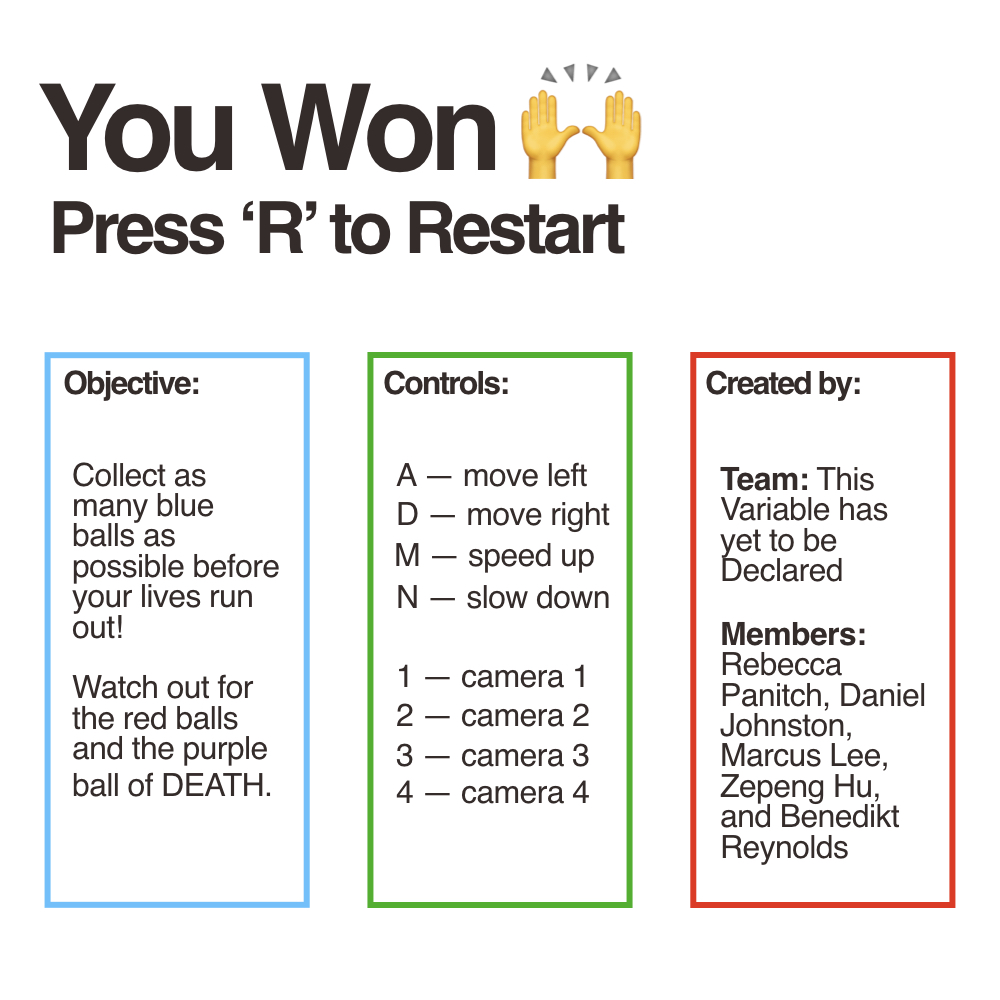 You Won 🙌
Press ‘R’ to Restart
Objective:
Collect as
many blue
balls as
possible before
your lives run
out!
Watch out for
the red balls
and the purple
ball of DEATH.
Controls:
A — move left
D — move right
M — speed up
N — slow down
1 — camera 1
2 — camera 2
3 — camera 3
4 — camera 4
Created by:
Team: This
Variable has
yet to be
Declared
Members:
Rebecca
Panitch, Daniel
Johnston,
Marcus Lee,
Zepeng Hu,
and Benedikt
Reynolds